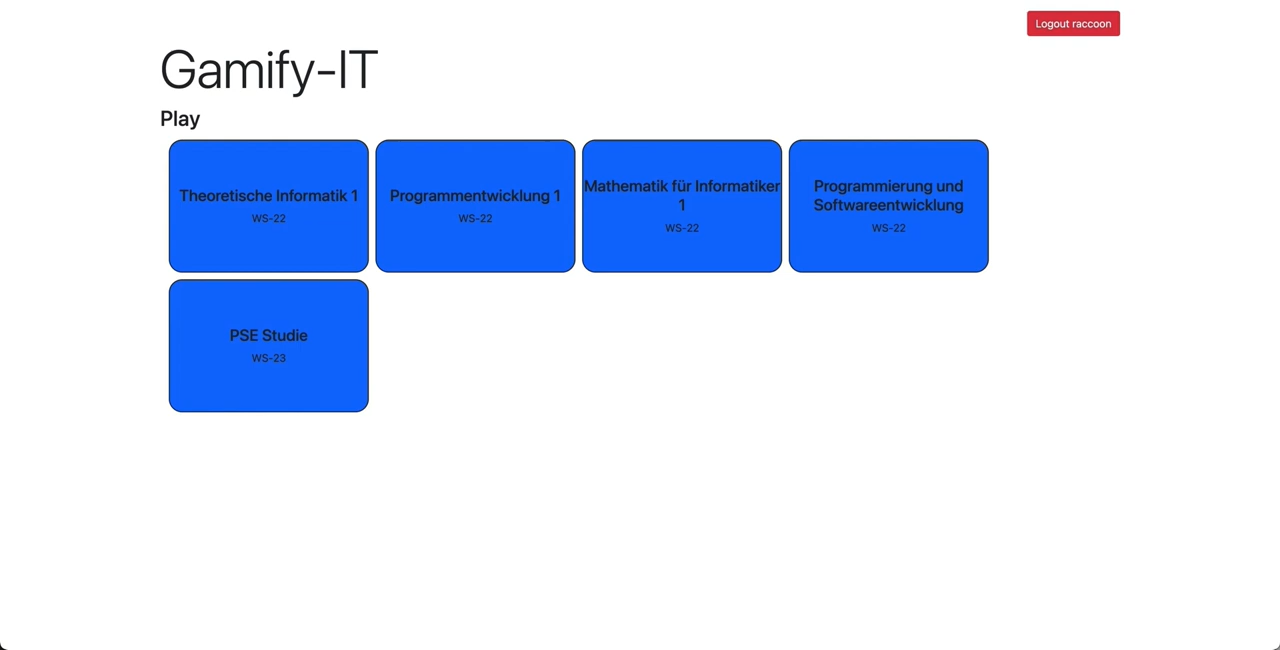 Logout raccoon
Gamify-IT
Play
Theoretische Informatik 1
WS-22
Programmentwicklung 1
WS-22
Mathematik für Informatiker
1
WS-22
Programmierung und
Softwareentwicklung
WS-22
PSE Studie
WS-23